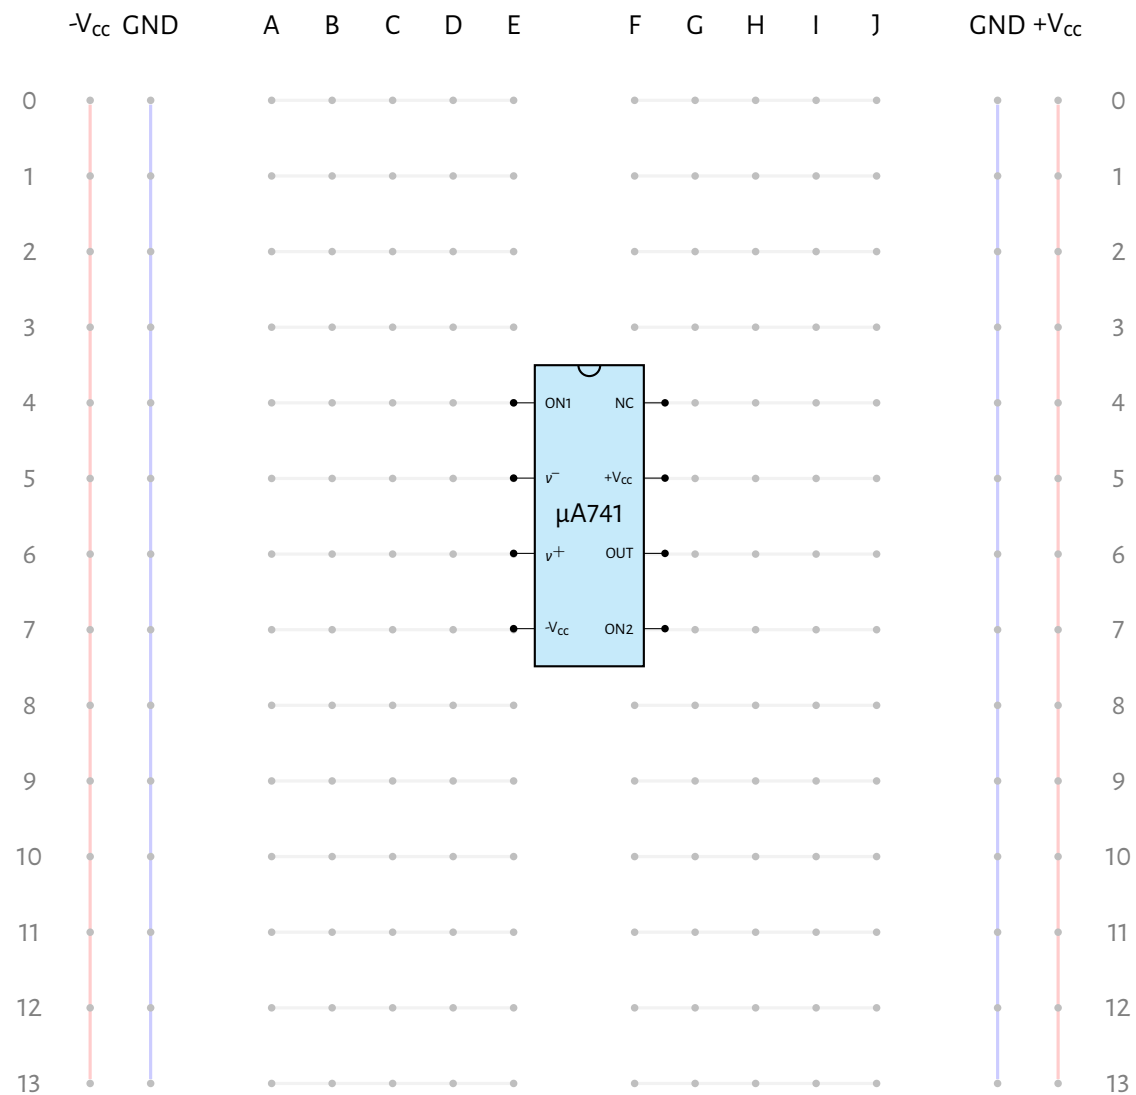 -Vcc GND A B C D E F G H I J GND +Vcc
0 0
1 1
2 2
3 3
4 ON1 NC 4
5 v− +Vcc 5
µA741
6 v+ OUT 6
7 -Vcc ON2 7
8 8
9 9
10 10
11 11
12 12
13 13